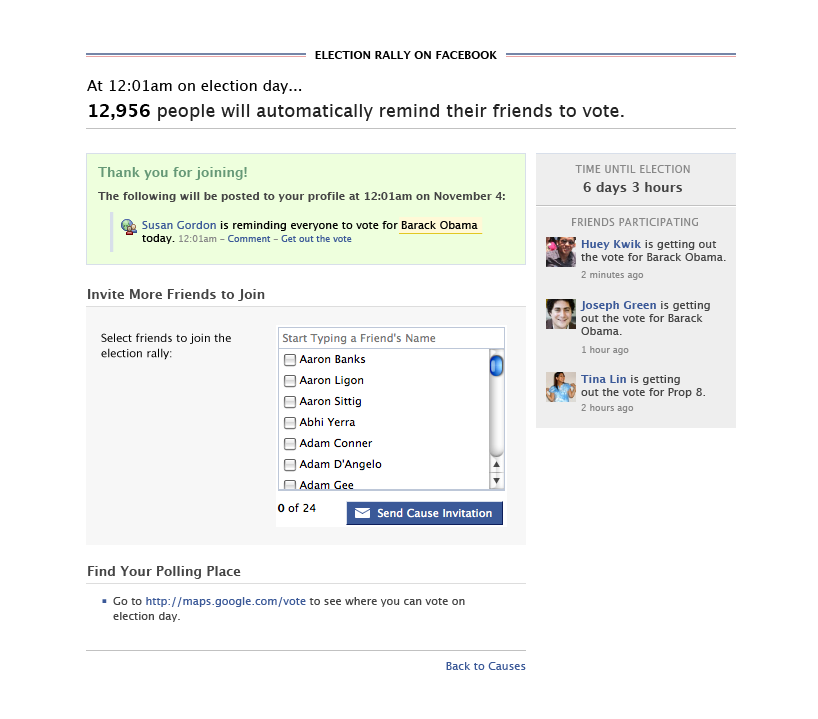 ELECTION RALLY ON FACEBOOK
At 12:01am on election day...
12,956 people will automatically remind their friends to vote.
Thank you for joining!
The following will be posted to your profile at 12:01am on November 4:
Susan Gordon is reminding everyone to vote for Barack Obama
today. 12:01am – Comment – Get out the vote
Invite More Friends to Join
Select friends to join the
election rally:
Start Typing a Friend's Name
Aaron Banks
Aaron Ligon
Aaron Sittig
Abhi Yerra
Adam Conner
Adam D'Angelo
Adam Gee
0 of 24
Send Cause Invitation
Find Your Polling Place
Go to http://maps.google.com/vote to see where you can vote on
election day.
Back to Causes
TIME UNTIL ELECTION
6 days 3 hours
FRIENDS PARTICIPATING
Huey Kwik is getting out
the vote for Barack Obama.
2 minutes ago
Joseph Green is getting
out the vote for Barack
Obama.
1 hour ago
Tina Lin is getting
out the vote for Prop 8.
2 hours ago